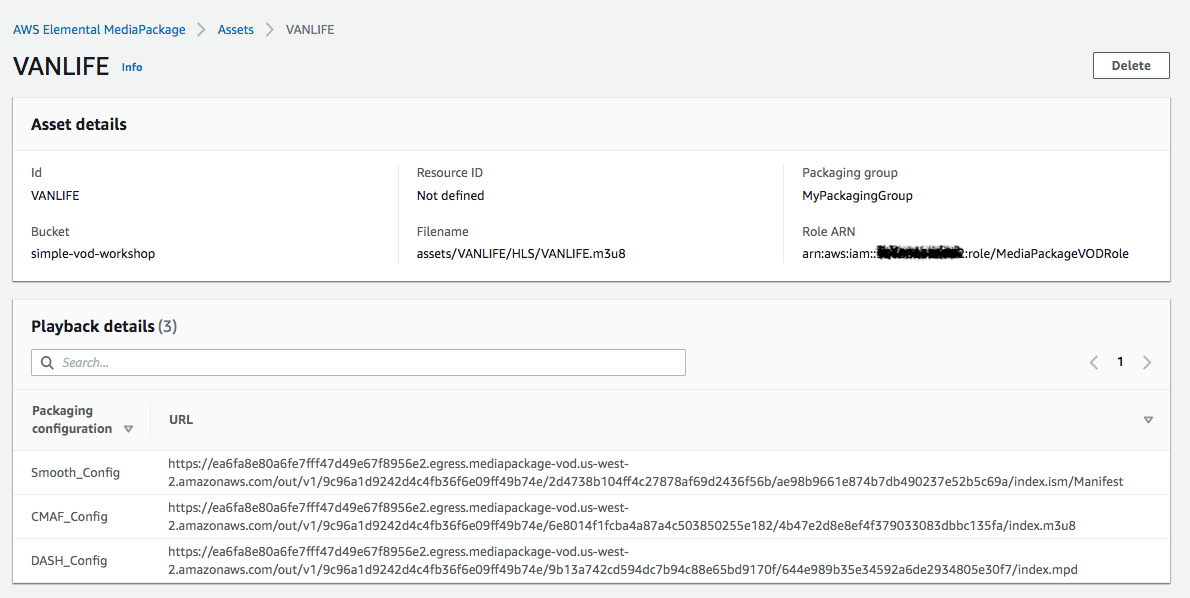 AWS Elemental MediaPackage > Assets > VANLIFE
VANLIFE Info
Delete
Asset details
Id
VANLIFE
Resource ID
Not defined
Packaging group
MyPackagingGroup
Bucket
simple-vod-workshop
Filename
assets/VANLIFE/HLS/VANLIFE.m3u8
Role ARN
arn:aws:iam:: 2:role/MediaPackageVODRole
Playback details (3)
Search...
1
Packaging
configuration
URL
Smooth_Config
https://ea6fa8e80a6fe7fff47d49e67f8956e2.egress.mediapackage-vod.us-west-
2.amazonaws.com/out/v1/9c96a1d9242d4c4fb36f6e09ff49b74e/2d4738b104ff4c27878af69d2436f56b/ae98b9661e874b7db490237e52b5c69a/index.ism/Manifest
CMAF_Config
https://ea6fa8e80a6fe7fff47d49e67f8956e2.egress.mediapackage-vod.us-west-
2.amazonaws.com/out/v1/9c96a1d9242d4c4fb36f6e09ff49b74e/6e8014f1fcba4a87a4c503850255e182/4b47e2d8e8ef4f379033083dbbc135fa/index.m3u8
DASH_Config
https://ea6fa8e80a6fe7fff47d49e67f8956e2.egress.mediapackage-vod.us-west-
2.amazonaws.com/out/v1/9c96a1d9242d4c4fb36f6e09ff49b74e/9b13a742cd594dc7b94c88e65bd9170f/644e989b35e34592a6de2934805e30f7/index.mpd